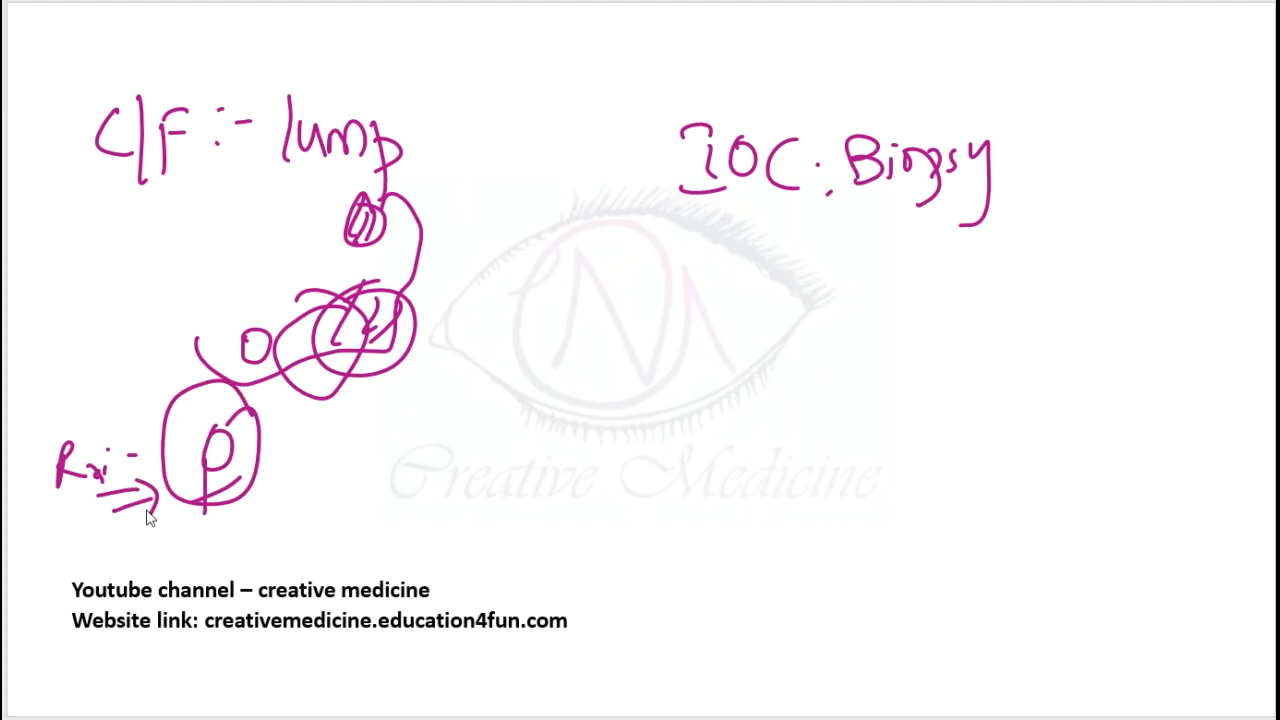 C/F :- lump
IOC : Biopsy
Rx :-
Creative Medicine
Youtube channel – creative medicine
Website link: creativemedicine.education4fun.com